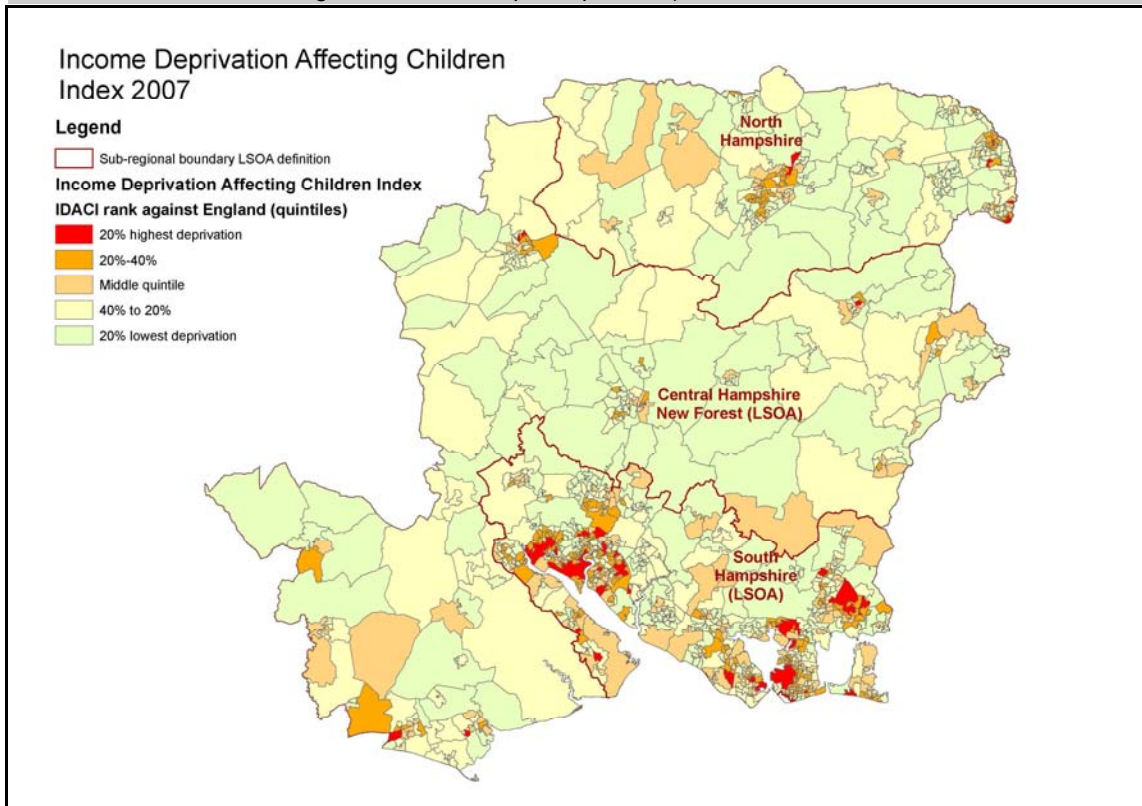 Income Deprivation Affecting Children
Index 2007
Legend
Sub-regional boundary LSOA definition
Income Deprivation Affecting Children Index
IDACI rank against England (quintiles)
20% highest deprivation
20%-40%
Middle quintile
40% to 20%
20% lowest deprivation
North
Hampshire
Central Hampshire
New Forest (LSOA)
South
Hampshire
(LSOA)